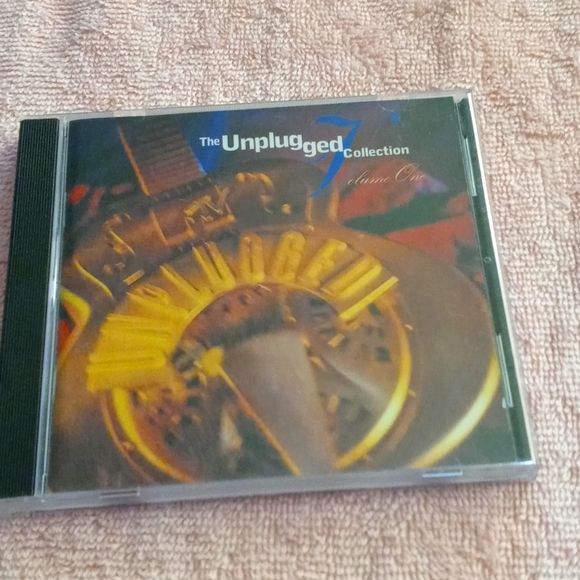 The Unplugged Collection
Volume One
UNPLUGGED!